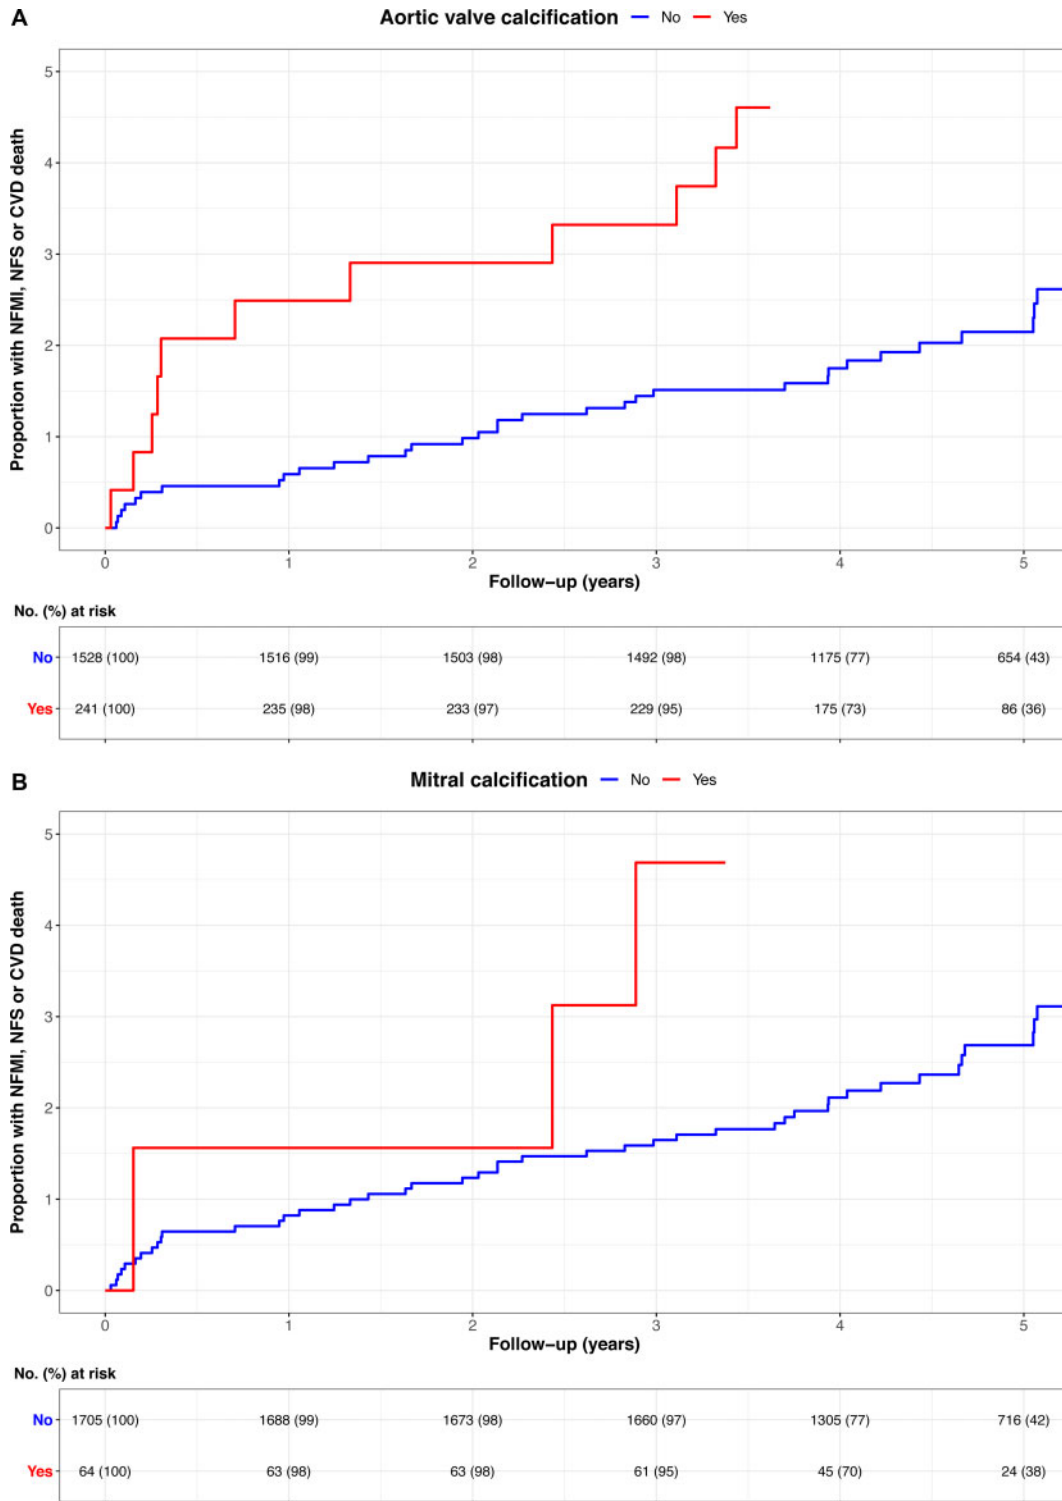 A
Aortic valve calcification No Yes
Proportion with NFMI, NFS or CVD death
5
4
3
2
1
0
0 1 2 3 4 5
Follow-up (years)
No. (%) at risk
No 1528 (100) 1516 (99) 1503 (98) 1492 (98) 1175 (77) 654 (43)
Yes 241 (100) 235 (98) 233 (97) 229 (95) 175 (73) 86 (36)
B
Mitral calcification No Yes
Proportion with NFMI, NFS or CVD death
5
4
3
2
1
0
0 1 2 3 4 5
Follow-up (years)
No. (%) at risk
No 1705 (100) 1688 (99) 1673 (98) 1660 (97) 1305 (77) 716 (42)
Yes 64 (100) 63 (98) 63 (98) 61 (95) 45 (70) 24 (38)